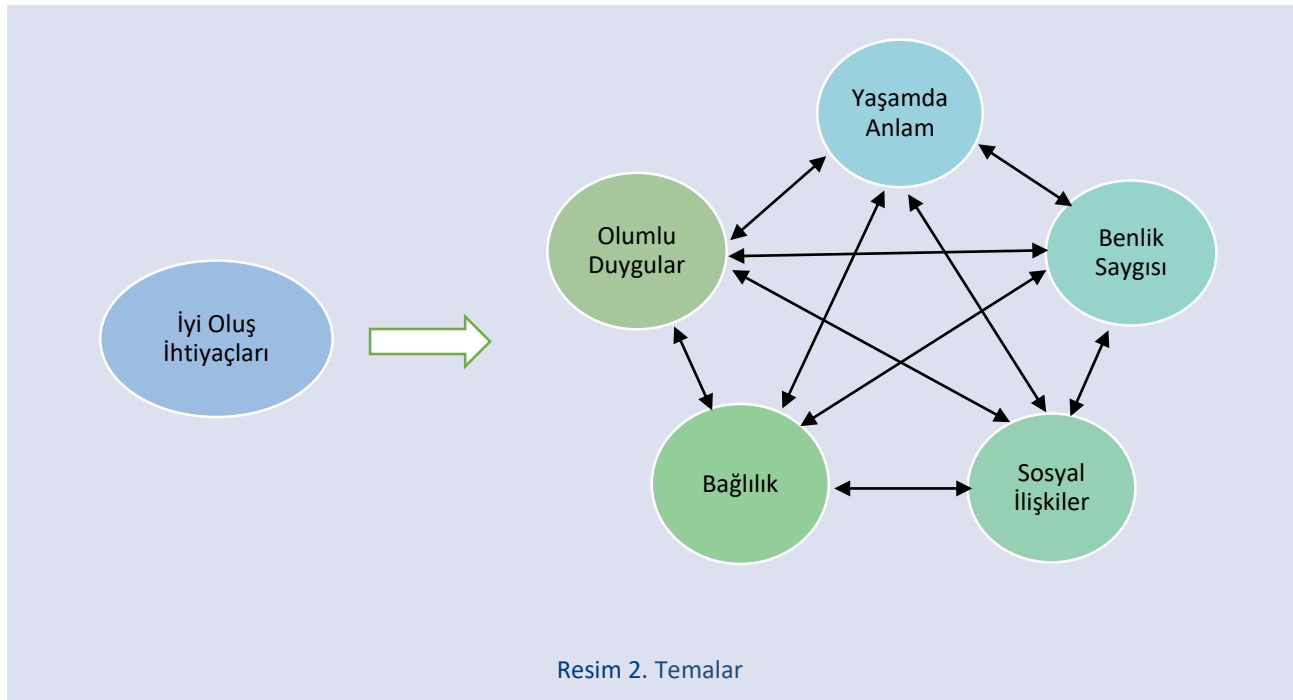 Yaşamda
Anlam
Olumlu
Duygular
Benlik
Saygısı
İyi Oluş
İhtiyaçları
Bağlılık
Sosyal
İlişkiler
Resim 2. Temalar